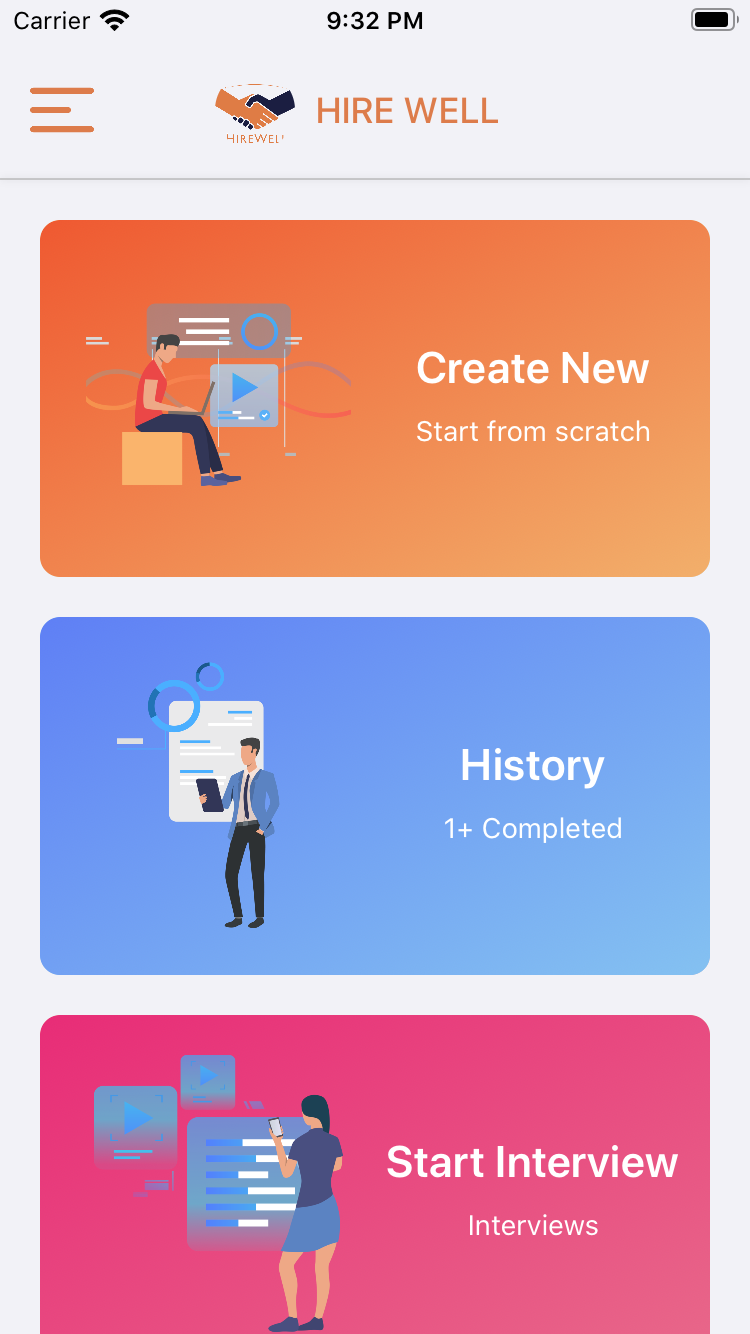 Carrier 9:32 PM
HIREWELL
HIRE WELL
Create New
Start from scratch
History
1+ Completed
Start Interview
Interviews